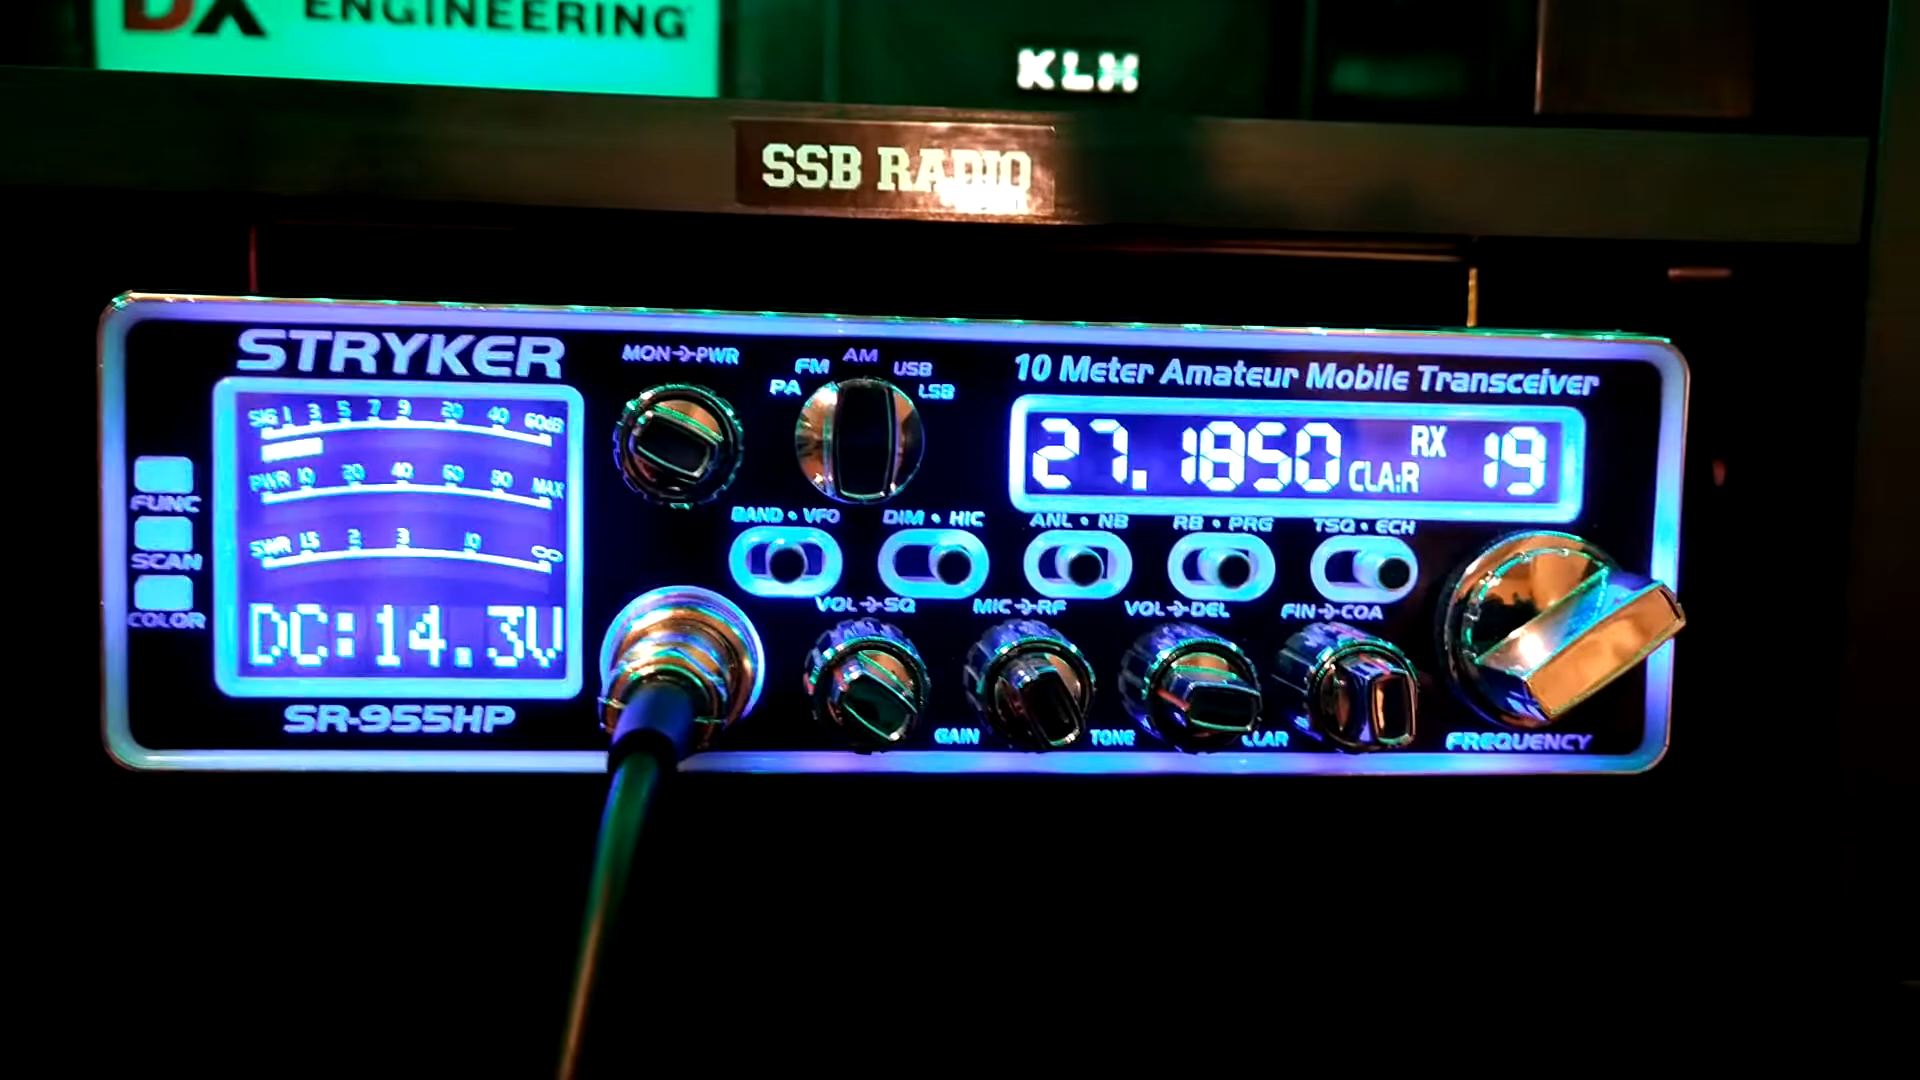 DX ENGINEERING
KLH
SSB RADIO
STRYKER
MON→PWR
PA FM AM USB LSB
10 Meter Amateur Mobile Transceiver
SIG 1 3 5 7 9 20 40 60dB
PWR 10 20 40 60 80 MAX
SWR 1.5 2 3 10 ∞
DC:14.3V
27.1850 CLA:R RX 19
FUNC
SCAN
COLOR
BAND • VFO DIM • HIC ANL • NB RB • PRG TSQ • ECH
VOL→SQ MIC→RF VOL→DEL FIN→COA
SR-955HP
GAIN TONE CLAR FREQUENCY